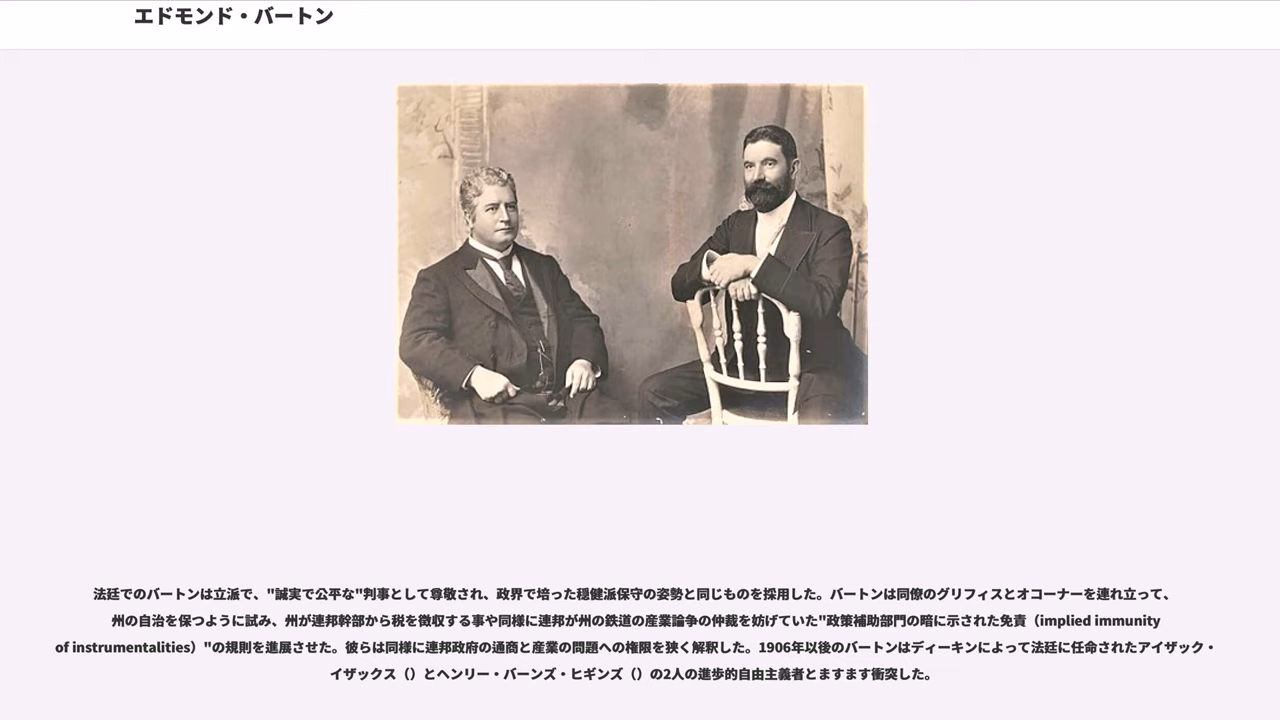 エドモンド・バートン
法廷でのバートンは立派で、"誠実で公平な"判事として尊敬され、政界で培った穏健派保守の姿勢と同じものを採用した。バートンは同僚のグリフィスとオコーナーを連れ立って、
州の自治を保つように試み、州が連邦幹部から税を徴収する事や同様に連邦が州の鉄道の産業論争の仲裁を妨げていた"政策補助部門の暗に示された免責（implied immunity
of instrumentalities）"の規則を進展させた。彼らは同様に連邦政府の通商と産業の問題への権限を狭く解釈した。1906年以後のバートンはディーキンによって法廷に任命されたアイザック・
イザックス（）とヘンリー・バーンズ・ヒギンズ（）の2人の進歩的自由主義者とますます衝突した。